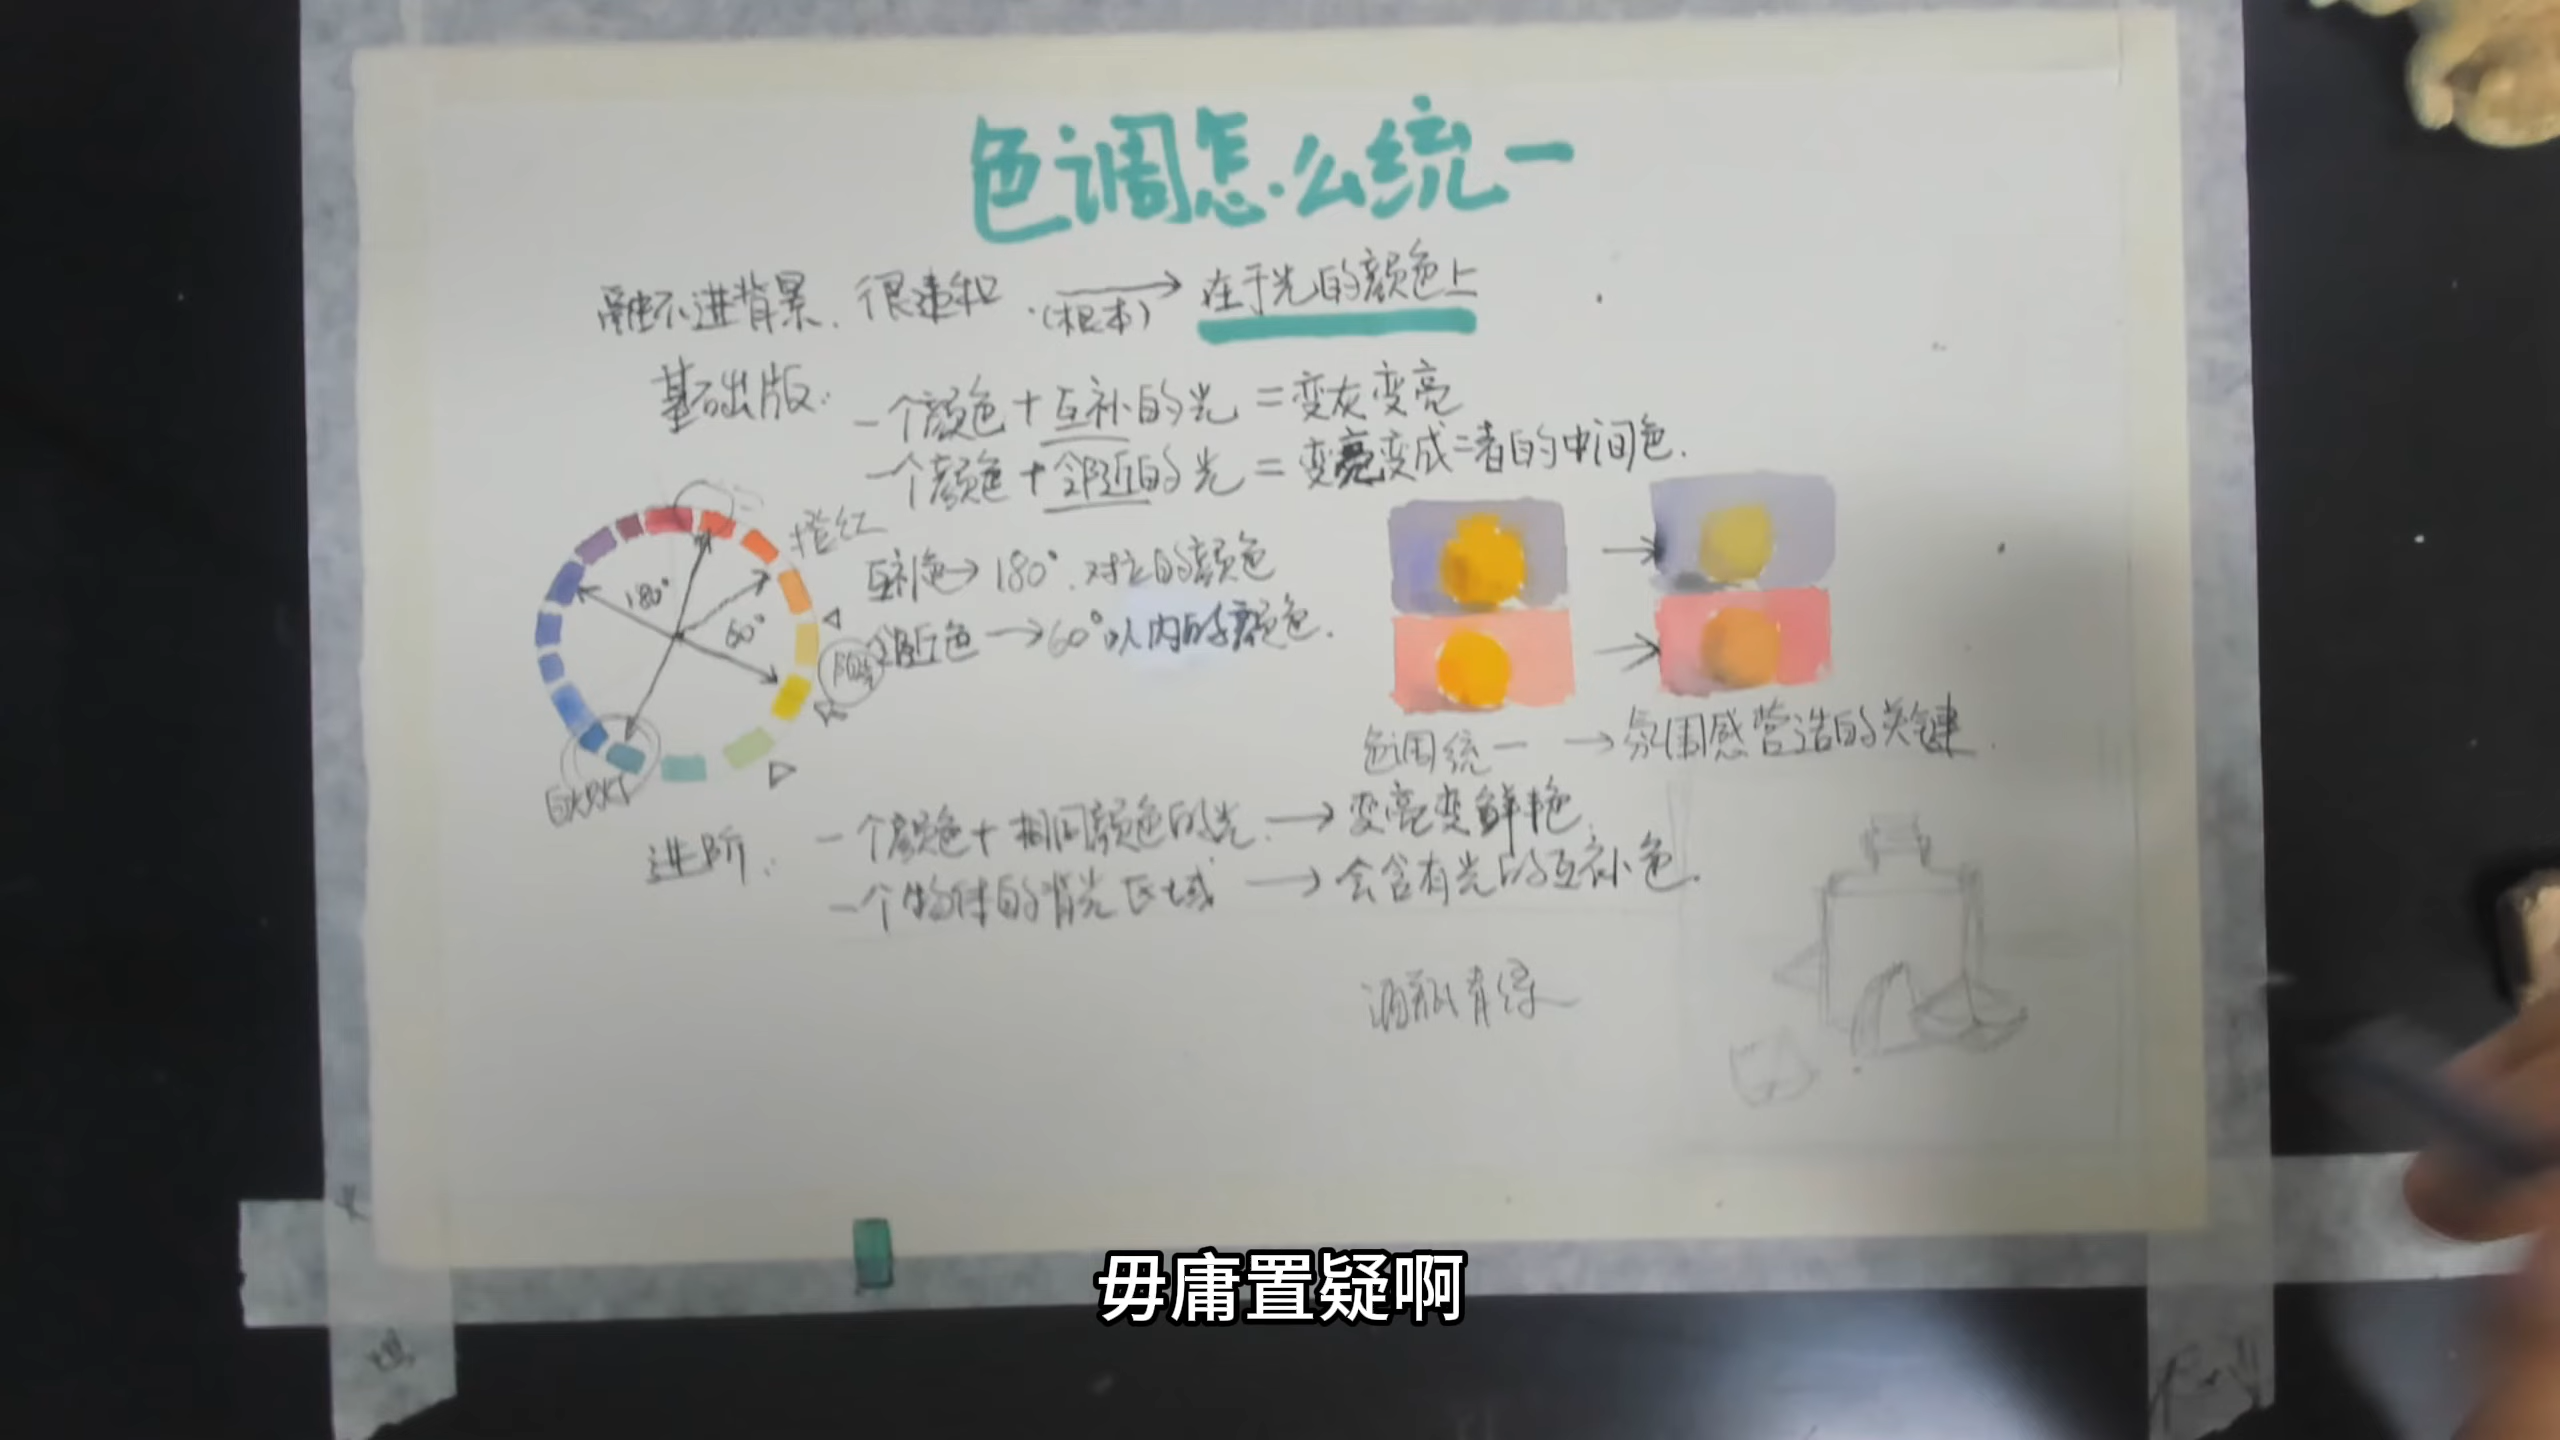 色调怎么统一
融不进背景.很违和.(根本)→在于光的颜色上
基础版:
一个颜色+互补的光=变灰变亮
一个颜色+邻近的光=变亮变成二者的中间色.
橙红
180°
60°
互补色→180°.对立的颜色
邻近色→60°以内的颜色.
色调统一→氛围感营造的关键.
进阶:
一个颜色+相同颜色的光.→变亮变鲜艳.
一个物体的背光区域→会含有光的互补色.
酒瓶青绿
毋庸置疑啊